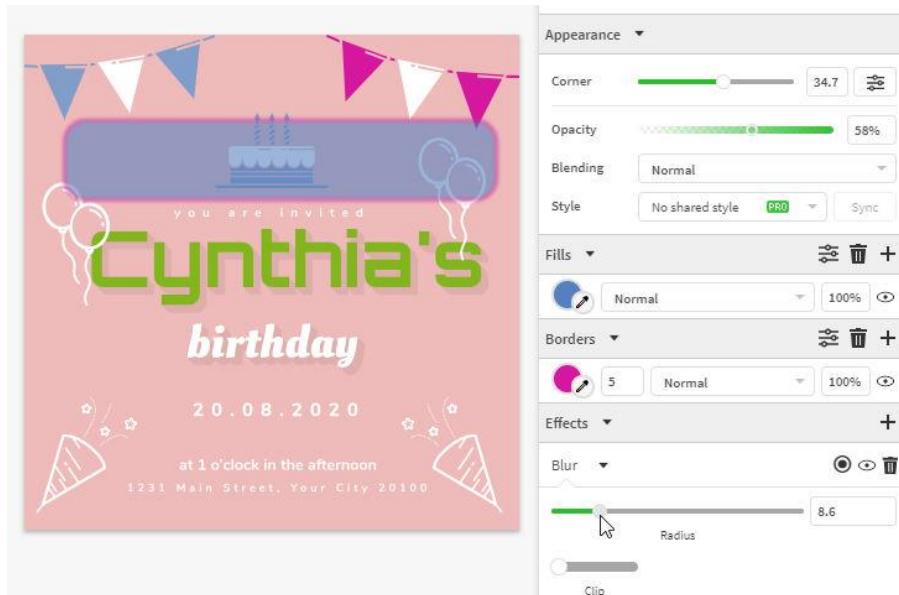 you are invited
Cynthia's
birthday
20.08.2020
at 1 o'clock in the afternoon
1231 Main Street, Your City 20100
Appearance
Corner 34.7
Opacity 58%
Blending Normal
Style No shared style PRO Sync
Fills
Normal 100%
Borders
5 Normal 100%
Effects
Blur
8.6
Radius
Clip